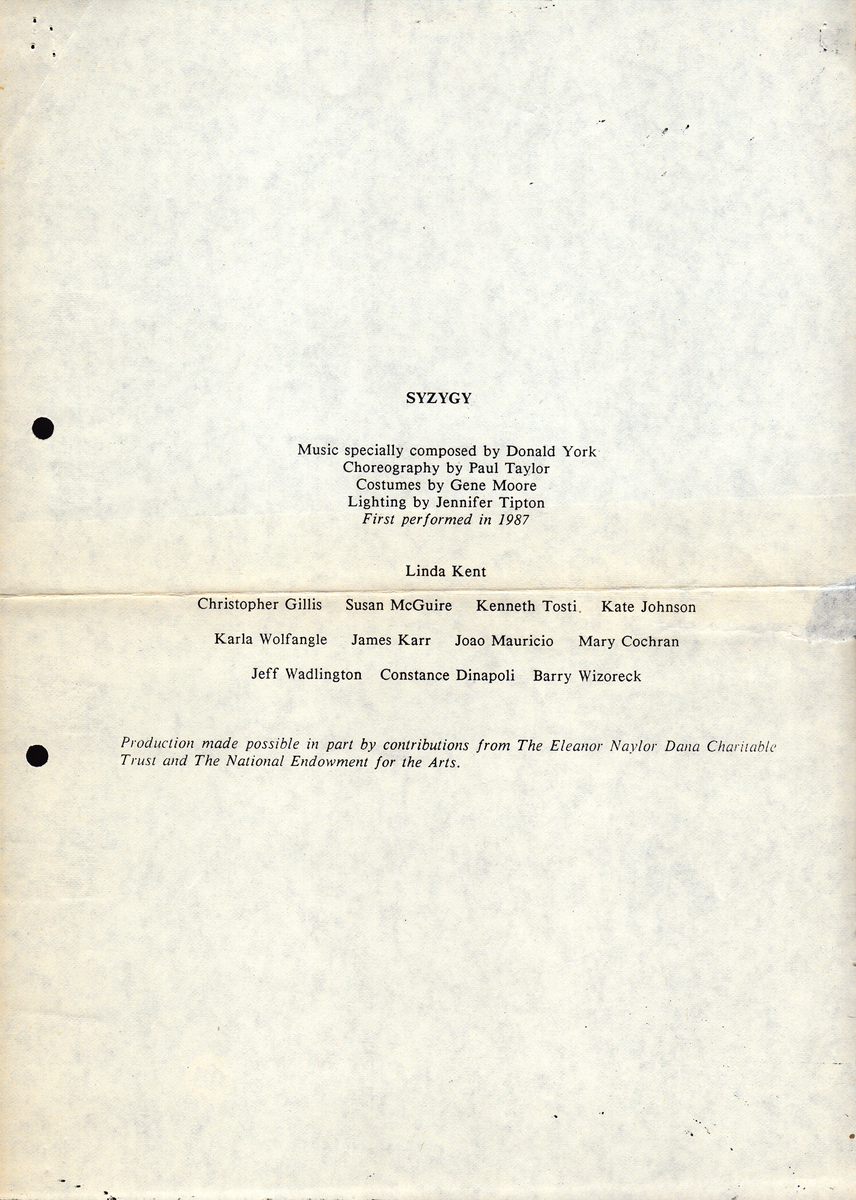 SYZYGY
Music specially composed by Donald York
Choreography by Paul Taylor
Costumes by Gene Moore
Lighting by Jennifer Tipton
First performed in 1987
Linda Kent
Christopher Gillis Susan McGuire Kenneth Tosti Kate Johnson
Karla Wolfangle James Karr Joao Mauricio Mary Cochran
Jeff Wadlington Constance Dinapoli Barry Wizoreck
Production made possible in part by contributions from The Eleanor Naylor Dana Charitable
Trust and The National Endowment for the Arts.